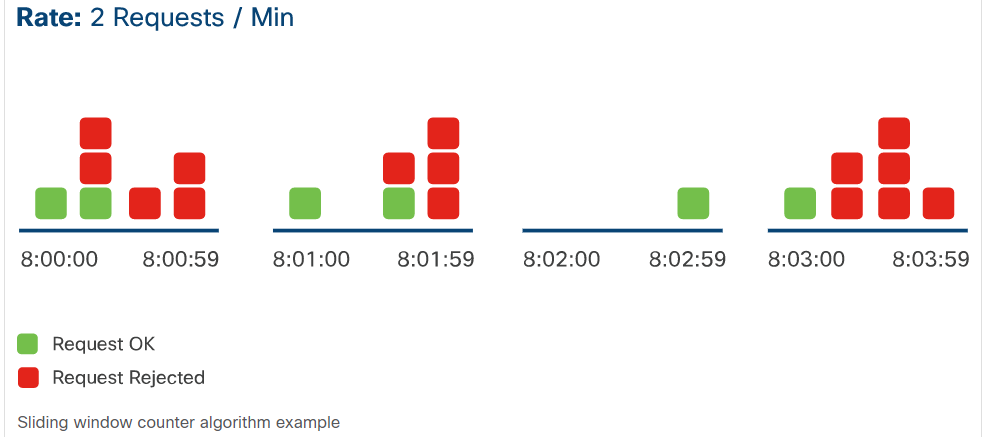 Rate: 2 Requests / Min
8:00:00 8:00:59 8:01:00 8:01:59 8:02:00 8:02:59 8:03:00 8:03:59
Request OK
Request Rejected
Sliding window counter algorithm example